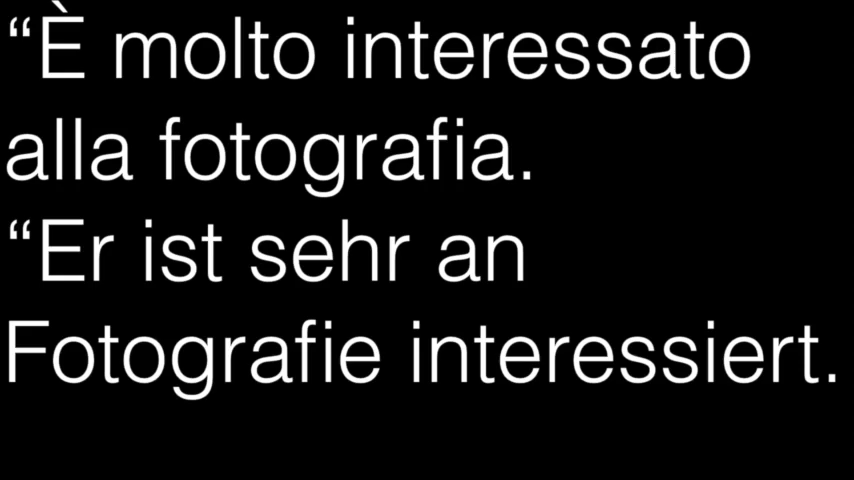 “È molto interessato
alla fotografia.
“Er ist sehr an
Fotografie interessiert.